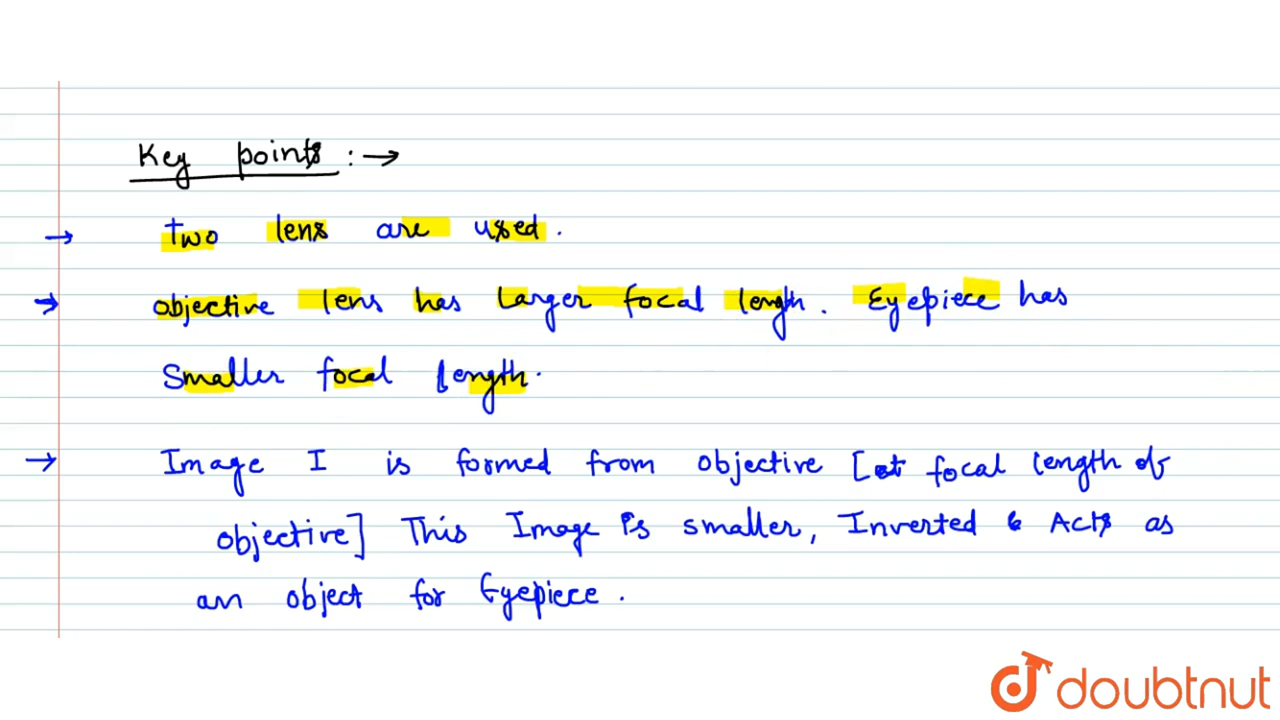 Key points :→
→ two lens are used.
→ objective lens has larger focal length. Eyepiece has
smaller focal length.
→ Image I is formed from objective [at focal length of
objective] This Image is smaller, Inverted & Acts as
an object for Eyepiece.
doubtnut